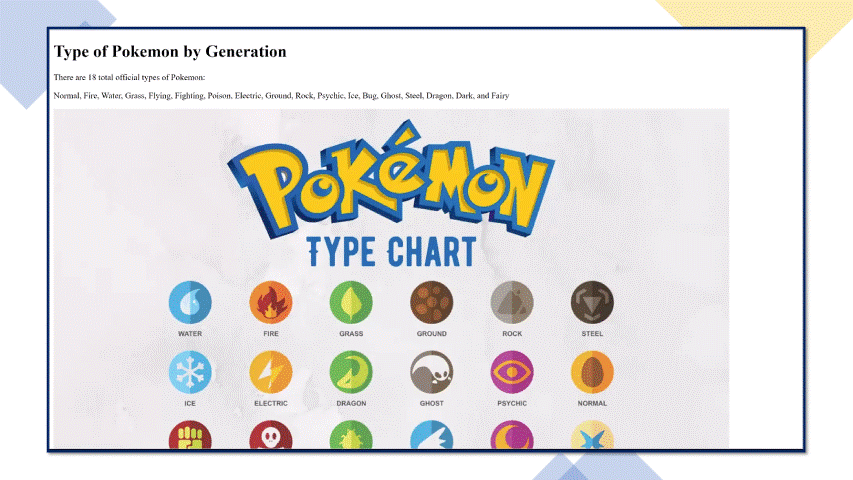 Type of Pokemon by Generation
There are 18 total official types of Pokemon:
Normal, Fire, Water, Grass, Flying, Fighting, Poison, Electric, Ground, Rock, Psychic, Ice, Bug, Ghost, Steel, Dragon, Dark, and Fairy
POKéMON
TYPE CHART
WATER FIRE GRASS GROUND ROCK STEEL
ICE ELECTRIC DRAGON GHOST PSYCHIC NORMAL